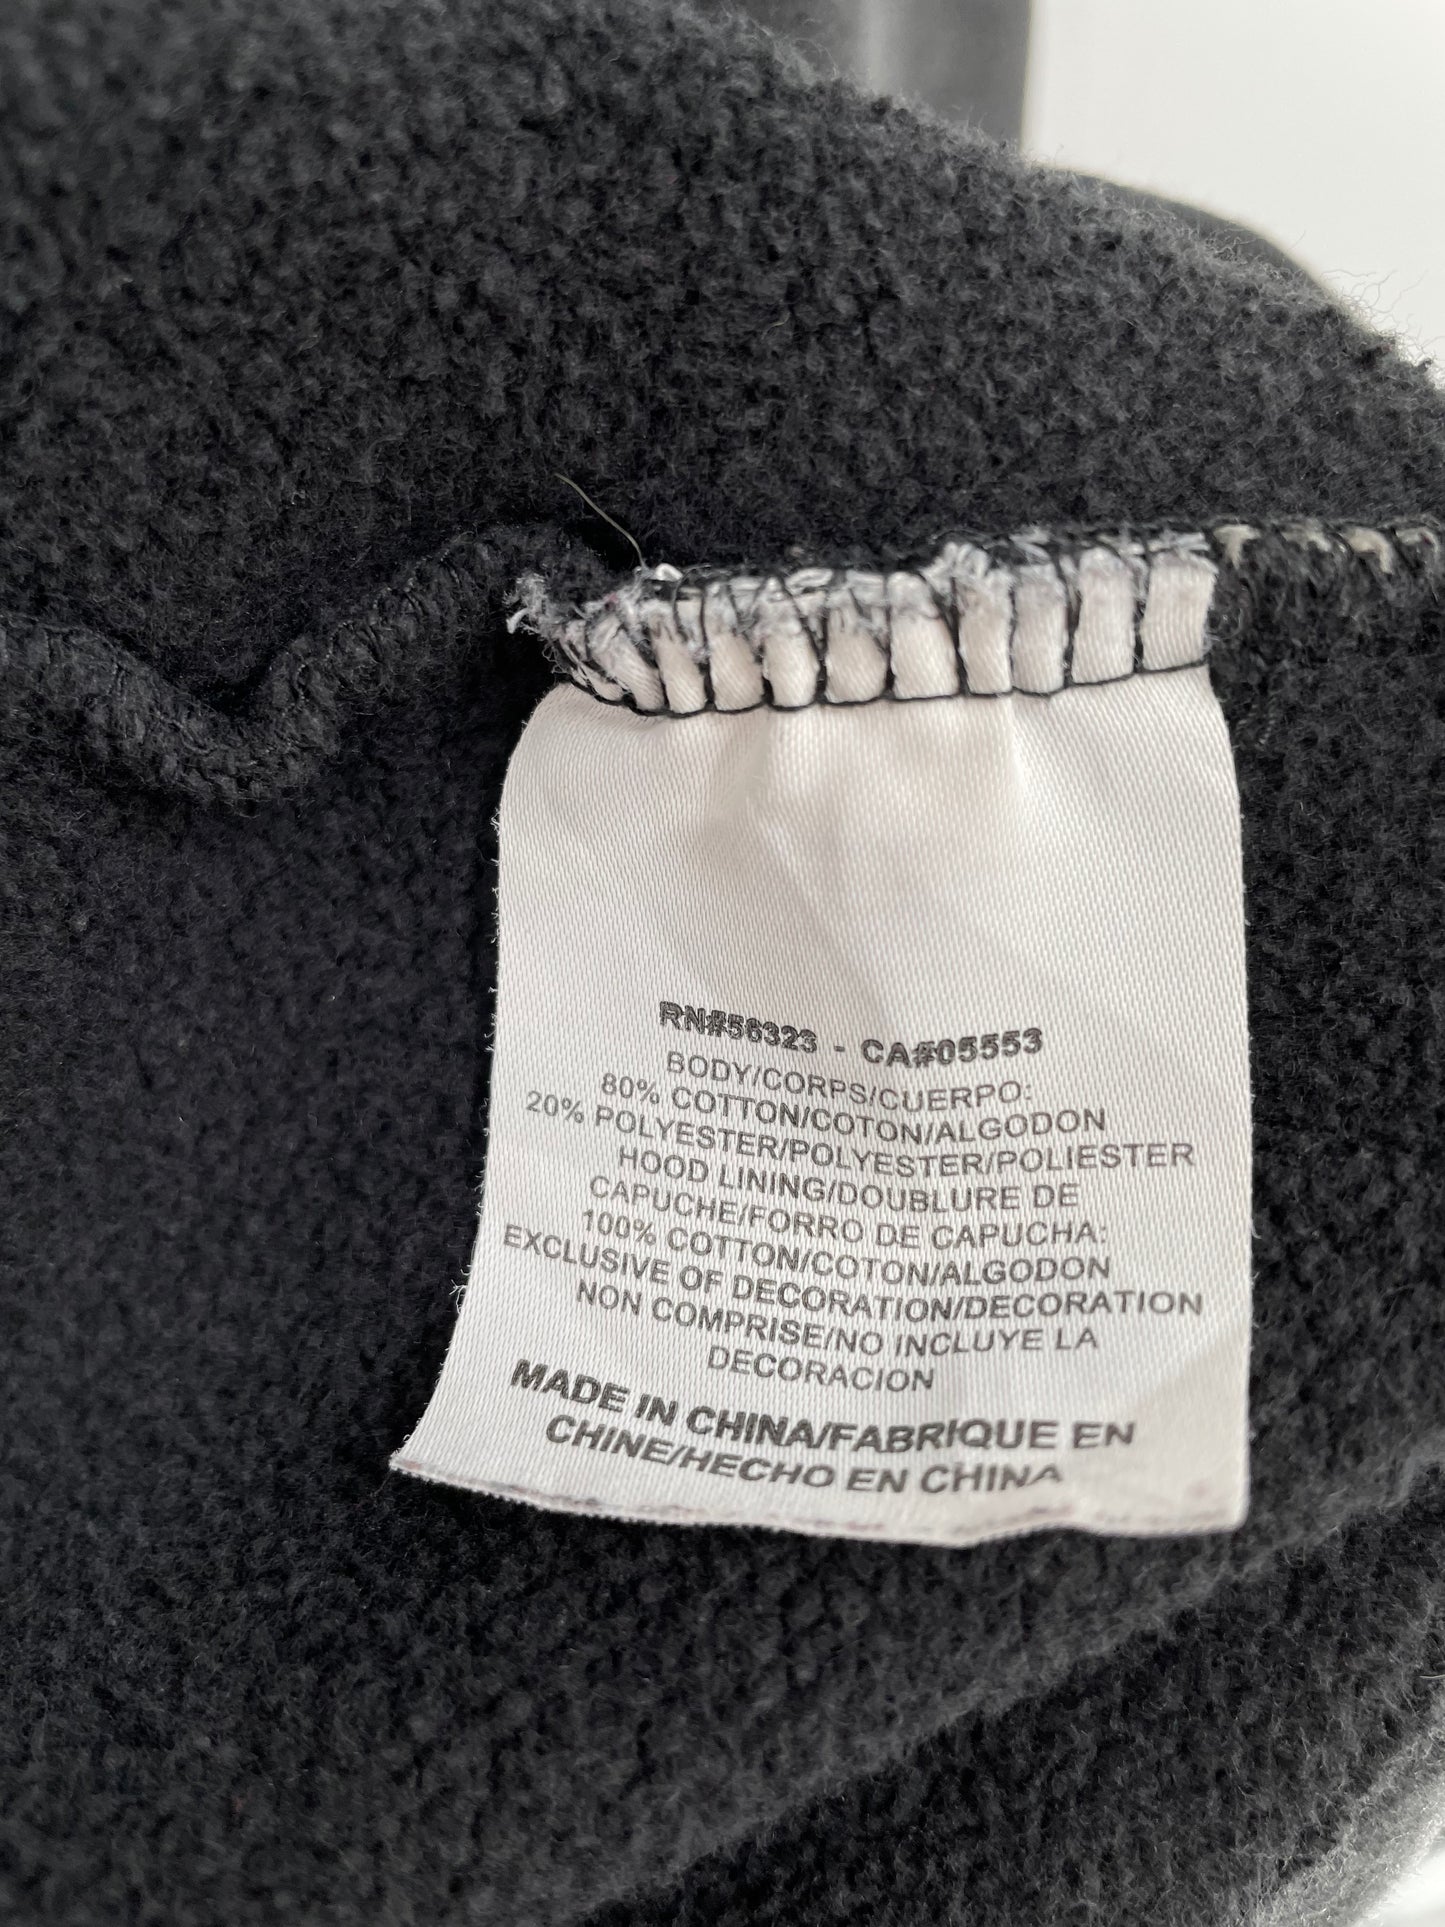 RN#56323 - CA#05553
BODY/CORPS/CUERPO:
80% COTTON/COTON/ALGODON
20% POLYESTER/POLYESTER/POLIESTER
HOOD LINING/DOUBLURE DE
CAPUCHE/FORRO DE CAPUCHA:
100% COTTON/COTON/ALGODON
EXCLUSIVE OF DECORATION/DECORATION
NON COMPRISE/NO INCLUYE LA
DECORACION
MADE IN CHINA/FABRIQUE EN
CHINE/HECHO EN CHINA